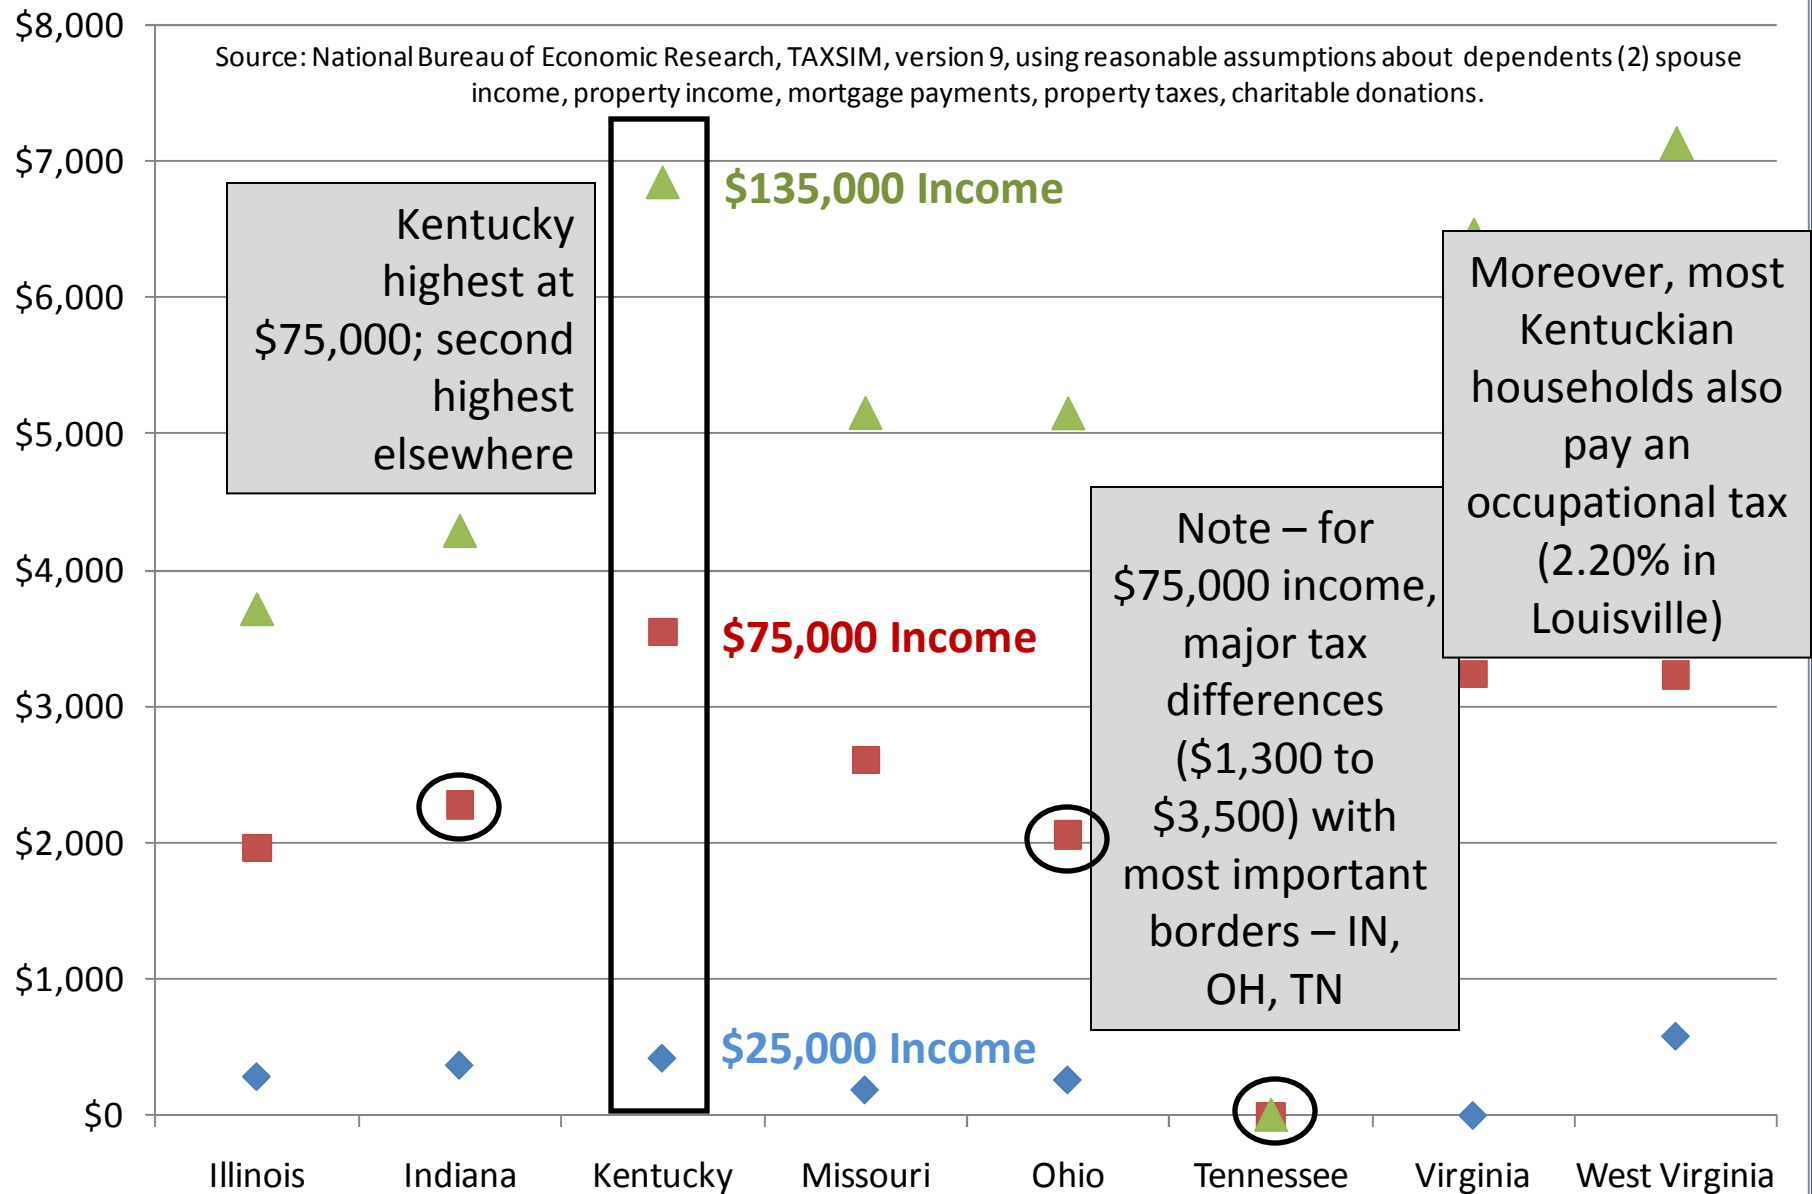 $8,000
Source: National Bureau of Economic Research, TAXSIM, version 9, using reasonable assumptions about dependents (2) spouse
income, property income, mortgage payments, property taxes, charitable donations.
$7,000
$6,000
$5,000
$4,000
$3,000
$2,000
$1,000
$0
Kentucky
highest at
$75,000; second
highest
elsewhere
$135,000 Income
$75,000 Income
$25,000 Income
Note – for
$75,000 income,
major tax
differences
($1,300 to
$3,500) with
most important
borders – IN,
OH, TN
Moreover, most
Kentuckian
households also
pay an
occupational tax
(2.20% in
Louisville)
Illinois Indiana Kentucky Missouri Ohio Tennessee Virginia West Virginia